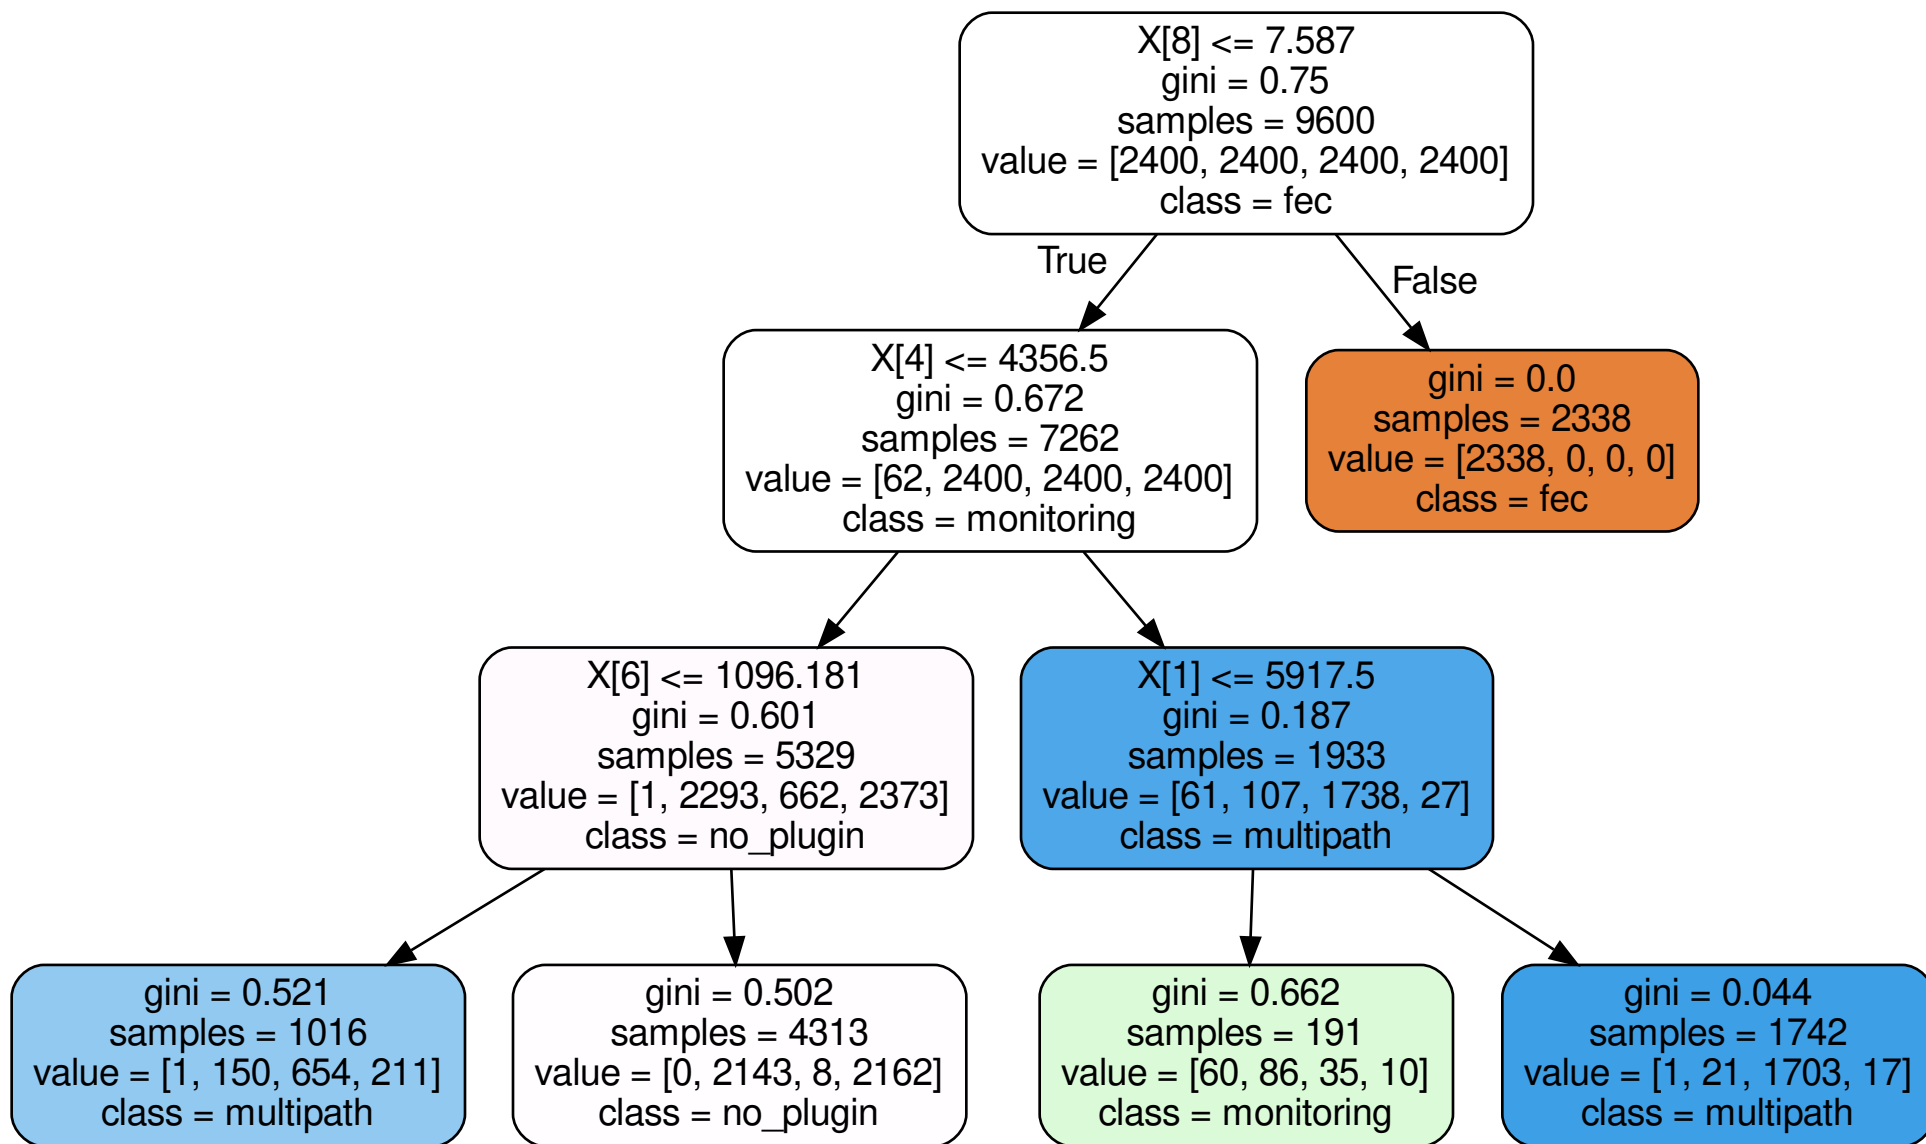 X[8] <= 7.587
gini = 0.75
samples = 9600
value = [2400, 2400, 2400, 2400]
class = fec
True
False
X[4] <= 4356.5
gini = 0.672
samples = 7262
value = [62, 2400, 2400, 2400]
class = monitoring
gini = 0.0
samples = 2338
value = [2338, 0, 0, 0]
class = fec
X[6] <= 1096.181
gini = 0.601
samples = 5329
value = [1, 2293, 662, 2373]
class = no_plugin
X[1] <= 5917.5
gini = 0.187
samples = 1933
value = [61, 107, 1738, 27]
class = multipath
gini = 0.521
samples = 1016
value = [1, 150, 654, 211]
class = multipath
gini = 0.502
samples = 4313
value = [0, 2143, 8, 2162]
class = no_plugin
gini = 0.662
samples = 191
value = [60, 86, 35, 10]
class = monitoring
gini = 0.044
samples = 1742
value = [1, 21, 1703, 17]
class = multipath